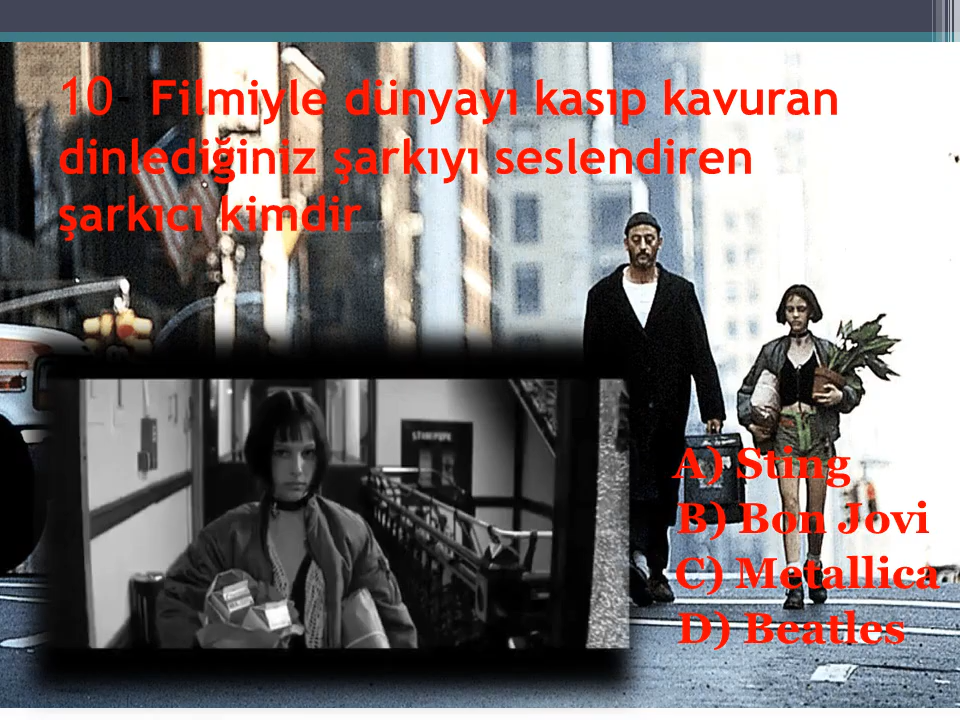 10 Filmiyle dünyayı kasıp kavuran
dinlediğiniz şarkıyı seslendiren
şarkıcı kimdir
A) Sting
B) Bon Jovi
C) Metallica
D) Beatles